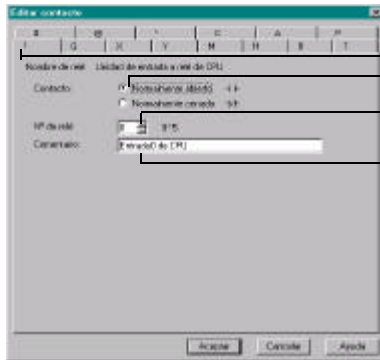 Editar contacto
I G X Y M H T
Nombre de relé Unidad de entrada a relé de CPU
Contacto: Normalmente abierto
Normalmente cerrado
Nº de relé: 0
Comentario: Entrada0 de CPU
Aceptar Cancelar Ayuda